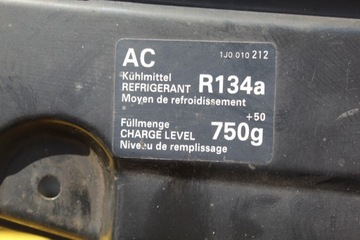 AC 1J0 010 212
Kühlmittel
REFRIGERANT R134a
Moyen de refroidissement
+50
Füllmenge
CHARGE LEVEL 750g
Niveau de remplissage